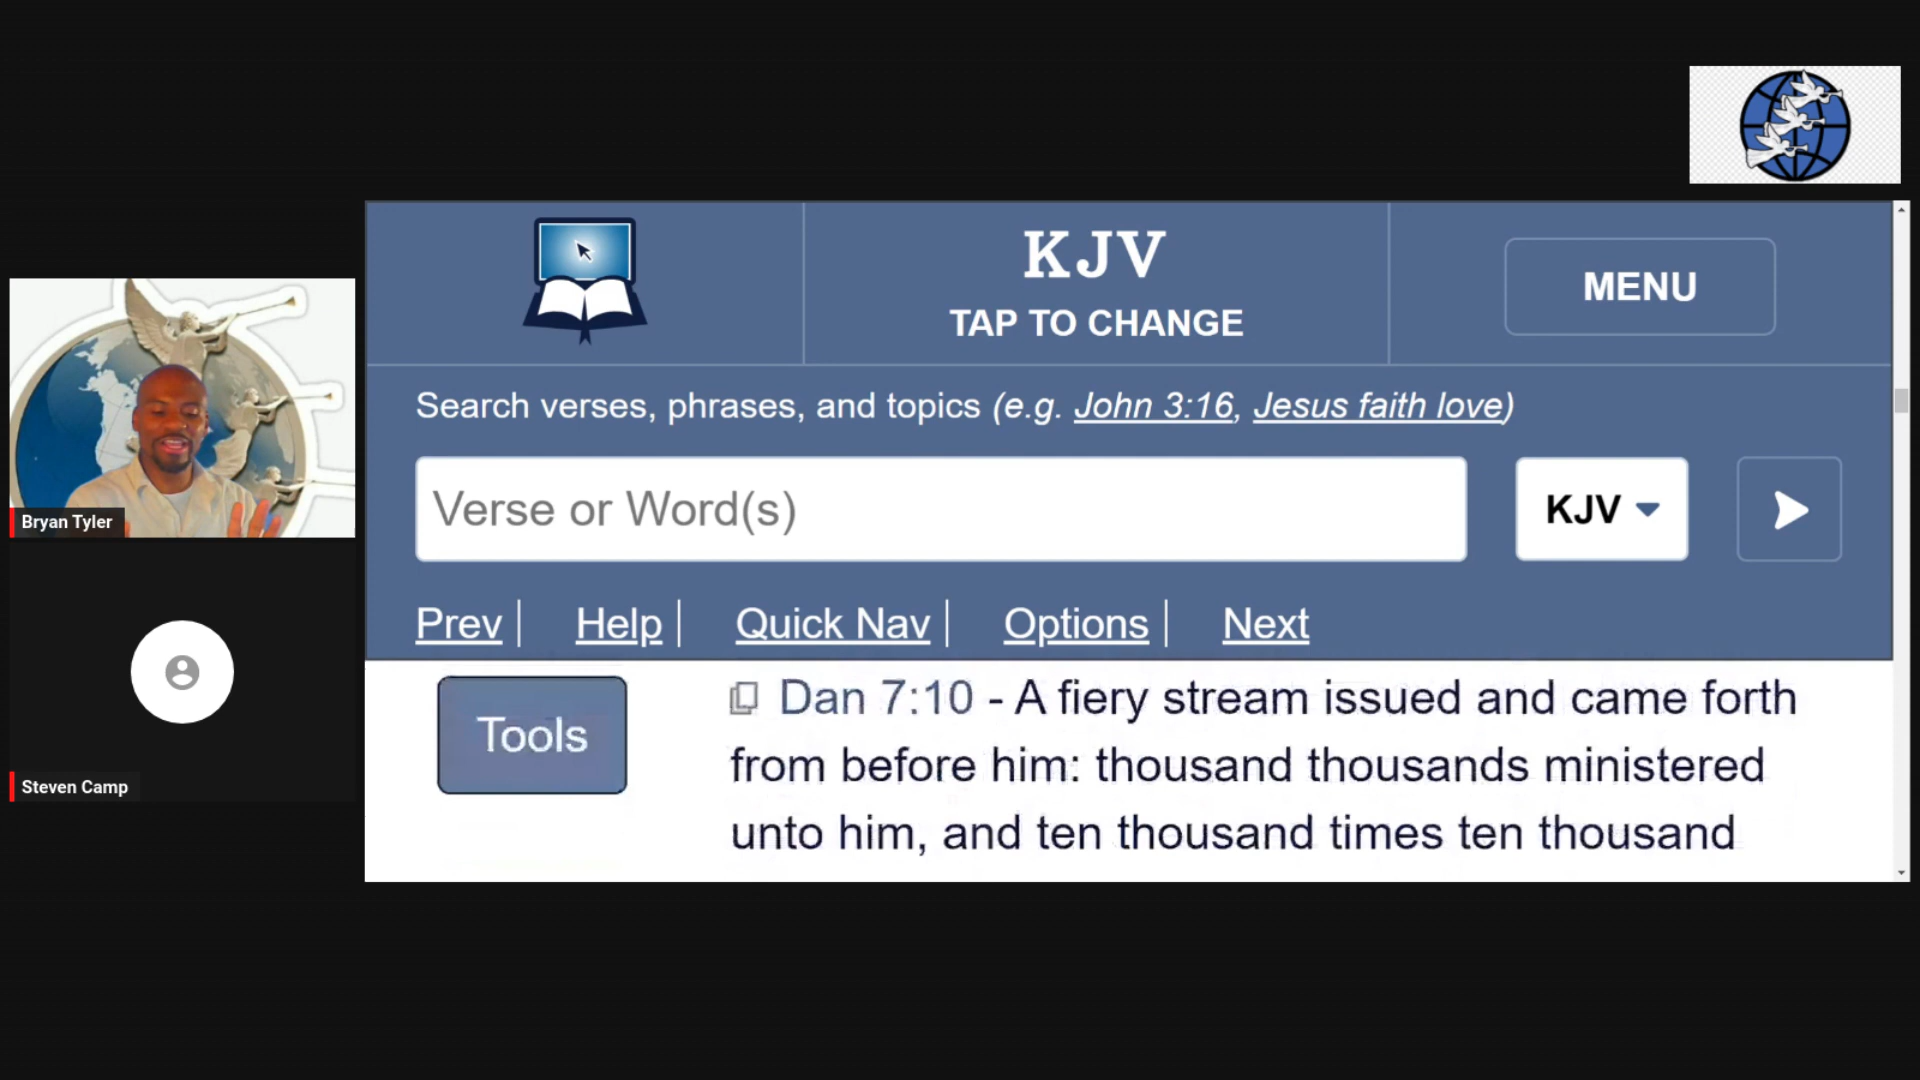 KJV
TAP TO CHANGE
MENU
Search verses, phrases, and topics (e.g. John 3:16, Jesus faith love)
Verse or Word(s)
KJV
Prev
Help
Quick Nav
Options
Next
Tools
Dan 7:10 - A fiery stream issued and came forth
from before him: thousand thousands ministered
unto him, and ten thousand times ten thousand
Bryan Tyler
Steven Camp